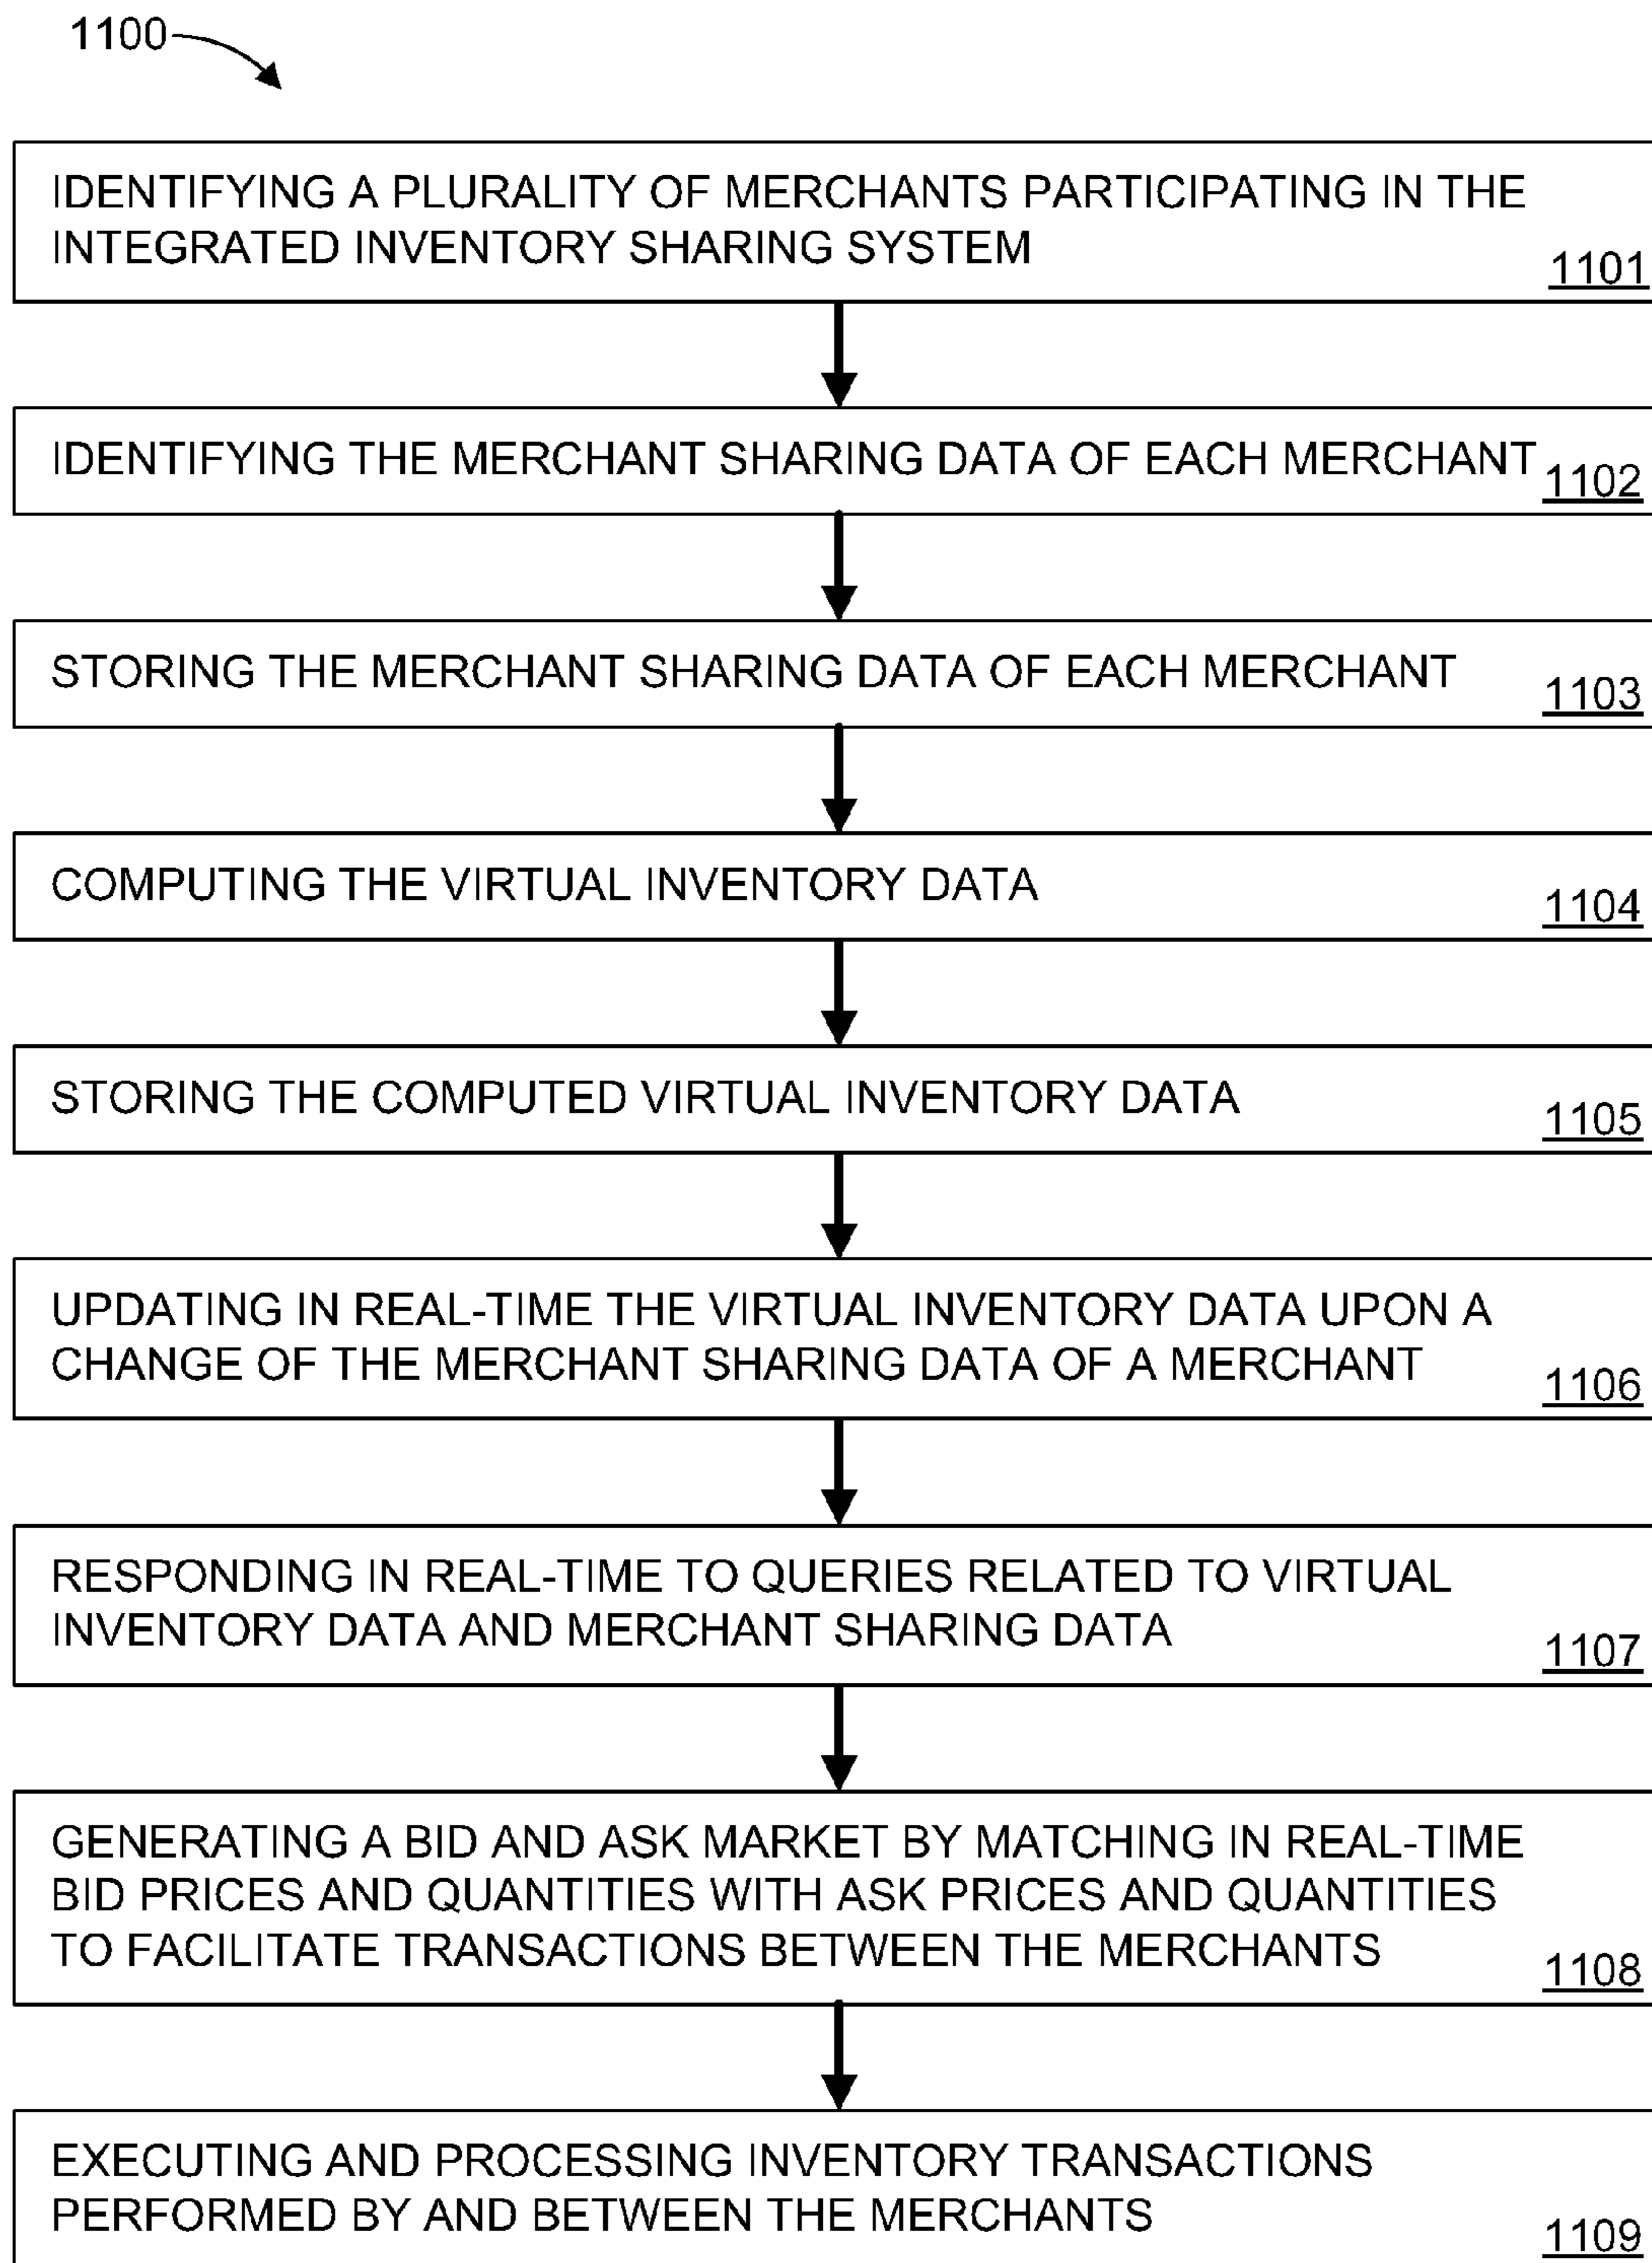 1100
IDENTIFYING A PLURALITY OF MERCHANTS PARTICIPATING IN THE
INTEGRATED INVENTORY SHARING SYSTEM
1101
IDENTIFYING THE MERCHANT SHARING DATA OF EACH MERCHANT
1102
STORING THE MERCHANT SHARING DATA OF EACH MERCHANT
1103
COMPUTING THE VIRTUAL INVENTORY DATA
1104
STORING THE COMPUTED VIRTUAL INVENTORY DATA
1105
UPDATING IN REAL-TIME THE VIRTUAL INVENTORY DATA UPON A
CHANGE OF THE MERCHANT SHARING DATA OF A MERCHANT
1106
RESPONDING IN REAL-TIME TO QUERIES RELATED TO VIRTUAL
INVENTORY DATA AND MERCHANT SHARING DATA
1107
GENERATING A BID AND ASK MARKET BY MATCHING IN REAL-TIME
BID PRICES AND QUANTITIES WITH ASK PRICES AND QUANTITIES
TO FACILITATE TRANSACTIONS BETWEEN THE MERCHANTS
1108
EXECUTING AND PROCESSING INVENTORY TRANSACTIONS
PERFORMED BY AND BETWEEN THE MERCHANTS
1109